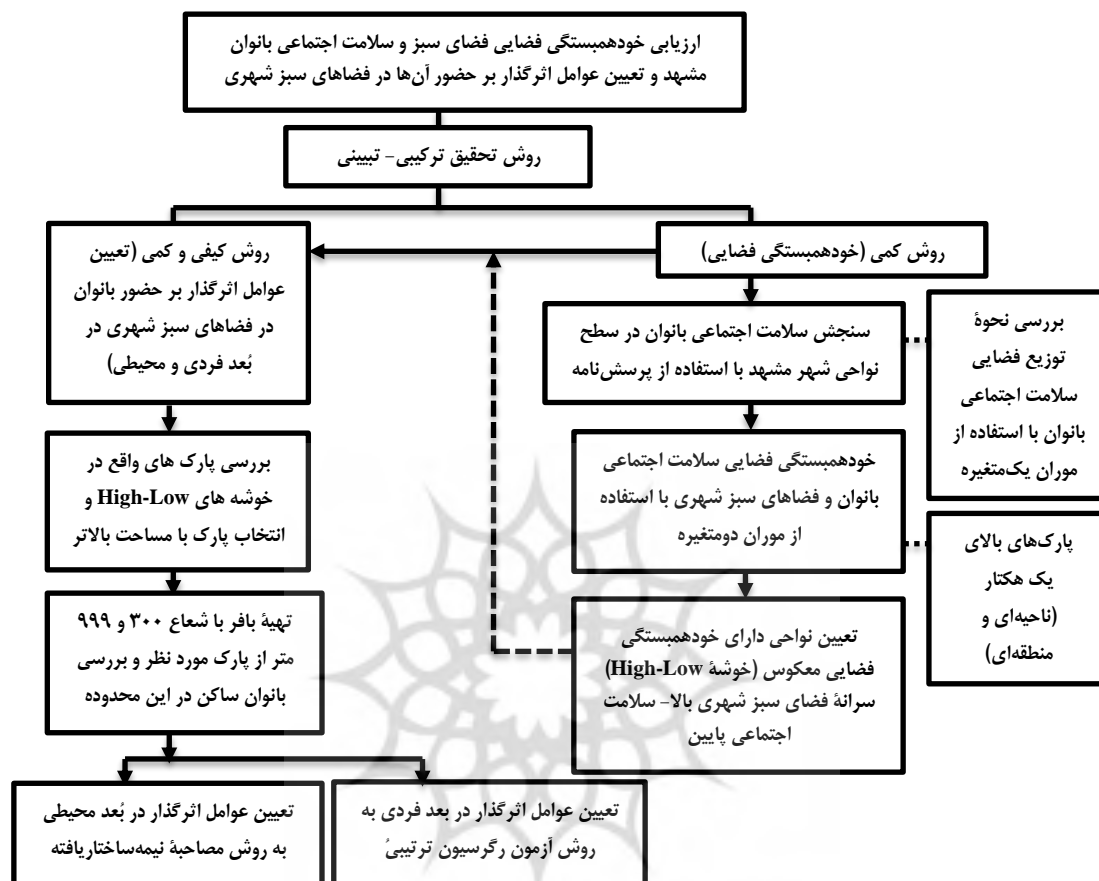 ارزیابی خودهمبستگی فضایی فضای سبز و سلامت اجتماعی بانوان
مشهد و تعیین عوامل اثرگذار بر حضور آن‌ها در فضاهای سبز شهری
روش تحقیق ترکیبی- تبیینی
روش کمی (خودهمبستگی فضایی)
سنجش سلامت اجتماعی بانوان در سطح
نواحی شهر مشهد با استفاده از پرسش‌نامه
بررسی نحوۀ
توزیع فضایی
سلامت اجتماعی
بانوان با استفاده از
موران یک‌متغیره
خودهمبستگی فضایی سلامت اجتماعی
بانوان و فضاهای سبز شهری با استفاده
از موران دومتغیره
پارک‌های بالای
یک هکتار
(ناحیه‌ای و
منطقه‌ای)
تعیین نواحی دارای خودهمبستگی
فضایی معکوس (خوشۀ High-Low)
سرانۀ فضای سبز شهری بالا- سلامت
اجتماعی پایین
روش کیفی و کمی (تعیین
عوامل اثرگذار بر حضور بانوان
در فضاهای سبز شهری در
بُعد فردی و محیطی)
بررسی پارک های واقع در
خوشه های High-Low و
انتخاب پارک با مساحت بالاتر
تهیۀ بافر با شعاع ۳۰۰ و ۹۹۹
متر از پارک مورد نظر و بررسی
بانوان ساکن در این محدوده
تعیین عوامل اثرگذار در بعد فردی به
روش آزمون رگرسیون ترتیبیُ
تعیین عوامل اثرگذار در بُعد محیطی
به روش مصاحبۀ نیمه‌ساختاریافته